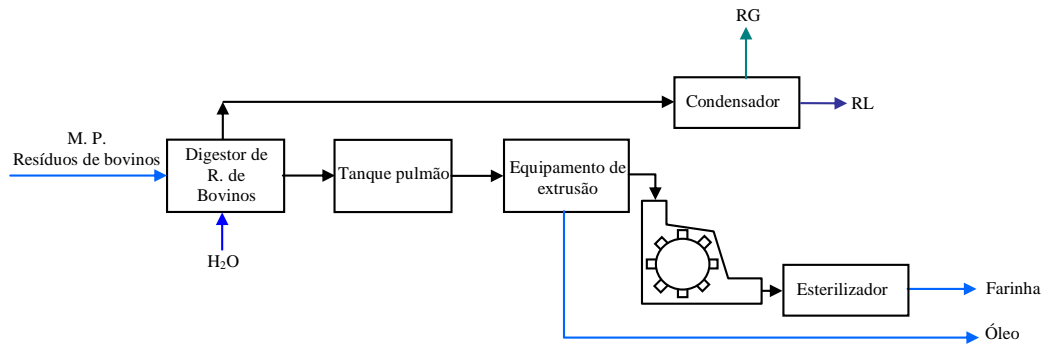 RG
Condensador
RL
M. P.
Resíduos de bovinos
Digestor de
R. de
Bovinos
Tanque pulmão
Equipamento de
extrusão
H₂O
Esterilizador
Farinha
Óleo